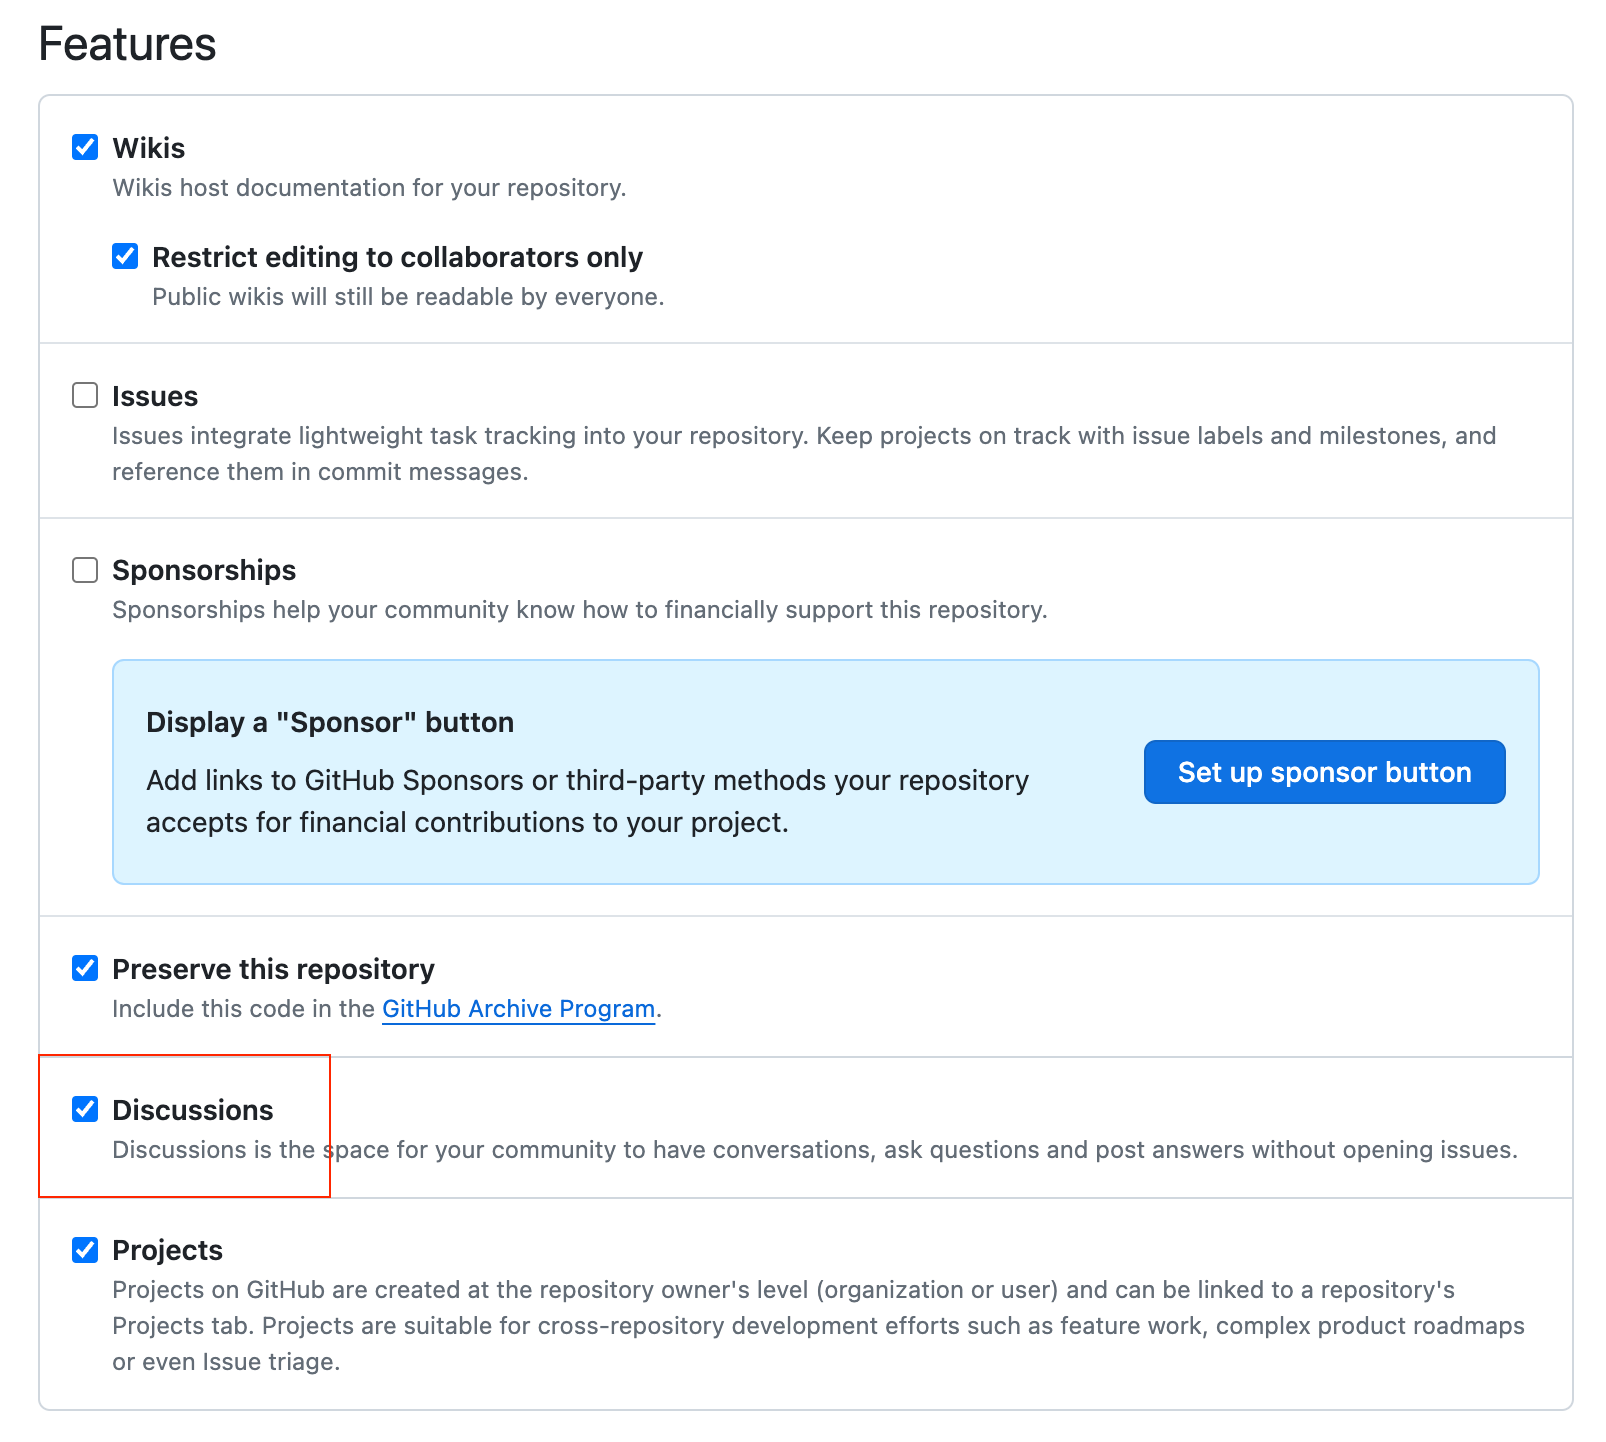 Features
Wikis
Wikis host documentation for your repository.
Restrict editing to collaborators only
Public wikis will still be readable by everyone.
Issues
Issues integrate lightweight task tracking into your repository. Keep projects on track with issue labels and milestones, and
reference them in commit messages.
Sponsorships
Sponsorships help your community know how to financially support this repository.
Display a "Sponsor" button
Add links to GitHub Sponsors or third-party methods your repository
accepts for financial contributions to your project.
Set up sponsor button
Preserve this repository
Include this code in the GitHub Archive Program.
Discussions
Discussions is the space for your community to have conversations, ask questions and post answers without opening issues.
Projects
Projects on GitHub are created at the repository owner's level (organization or user) and can be linked to a repository's
Projects tab. Projects are suitable for cross-repository development efforts such as feature work, complex product roadmaps
or even Issue triage.